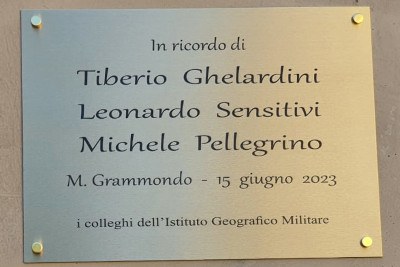 In ricordo di
Tiberio Ghelardini
Leonardo Sensitivi
Michele Pellegrino
M. Grammondo - 15 giugno 2023
i colleghi dell'Istituto Geografico Militare